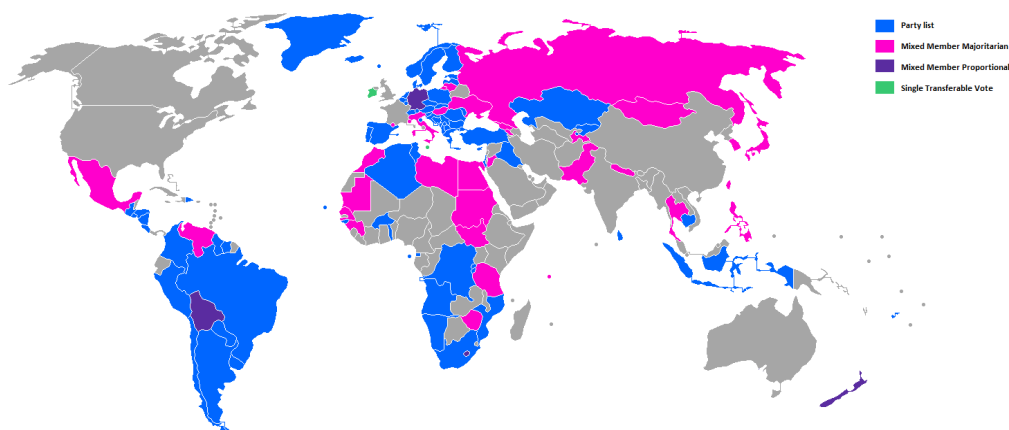 Party list
Mixed Member Majoritarian
Mixed Member Proportional
Single Transferable Vote